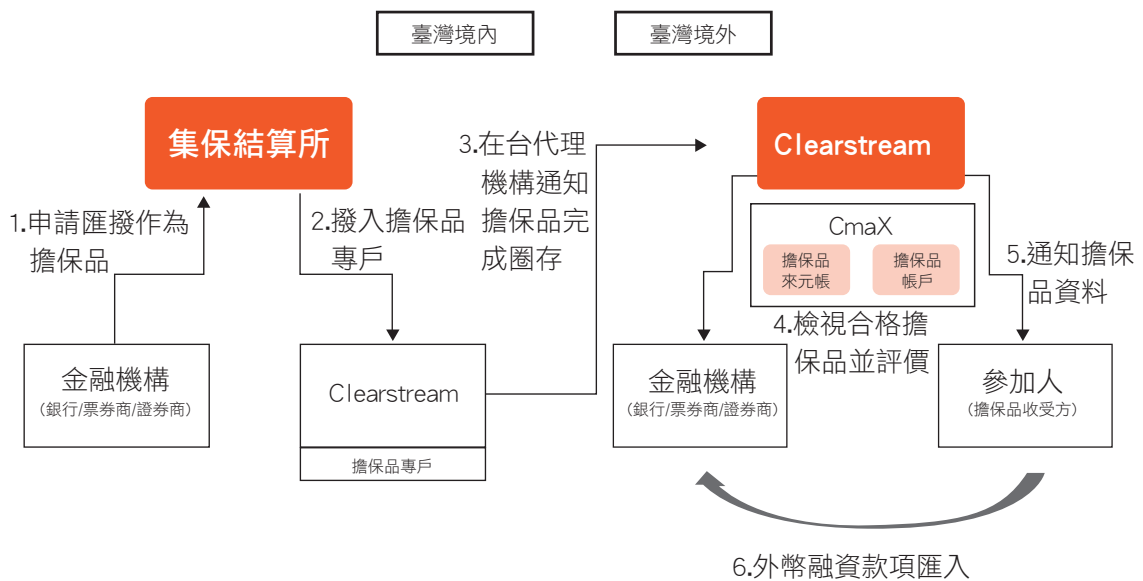 臺灣境內
臺灣境外
集保結算所
Clearstream
1.申請匯撥作為
擔保品
2.撥入擔保品
專戶
3.在台代理
機構通知
擔保品完
成圈存
CmaX
擔保品
來元帳
擔保品
帳戶
4.檢視合格擔
保品並評價
5.通知擔保
品資料
金融機構
(銀行/票券商/證券商)
Clearstream
擔保品專戶
金融機構
(銀行/票券商/證券商)
參加人
(擔保品收受方)
6.外幣融資款項匯入